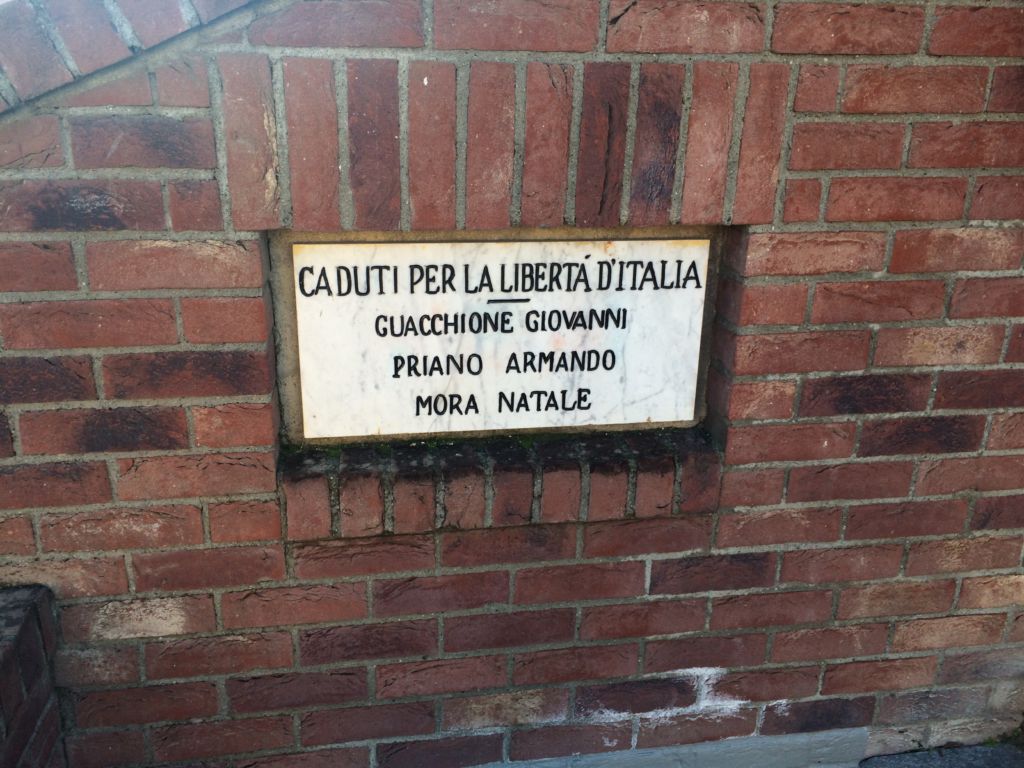 CADUTI PER LA LIBERTÁ D'ITALIA
GUACCHIONE GIOVANNI
PRIANO ARMANDO
MORA NATALE